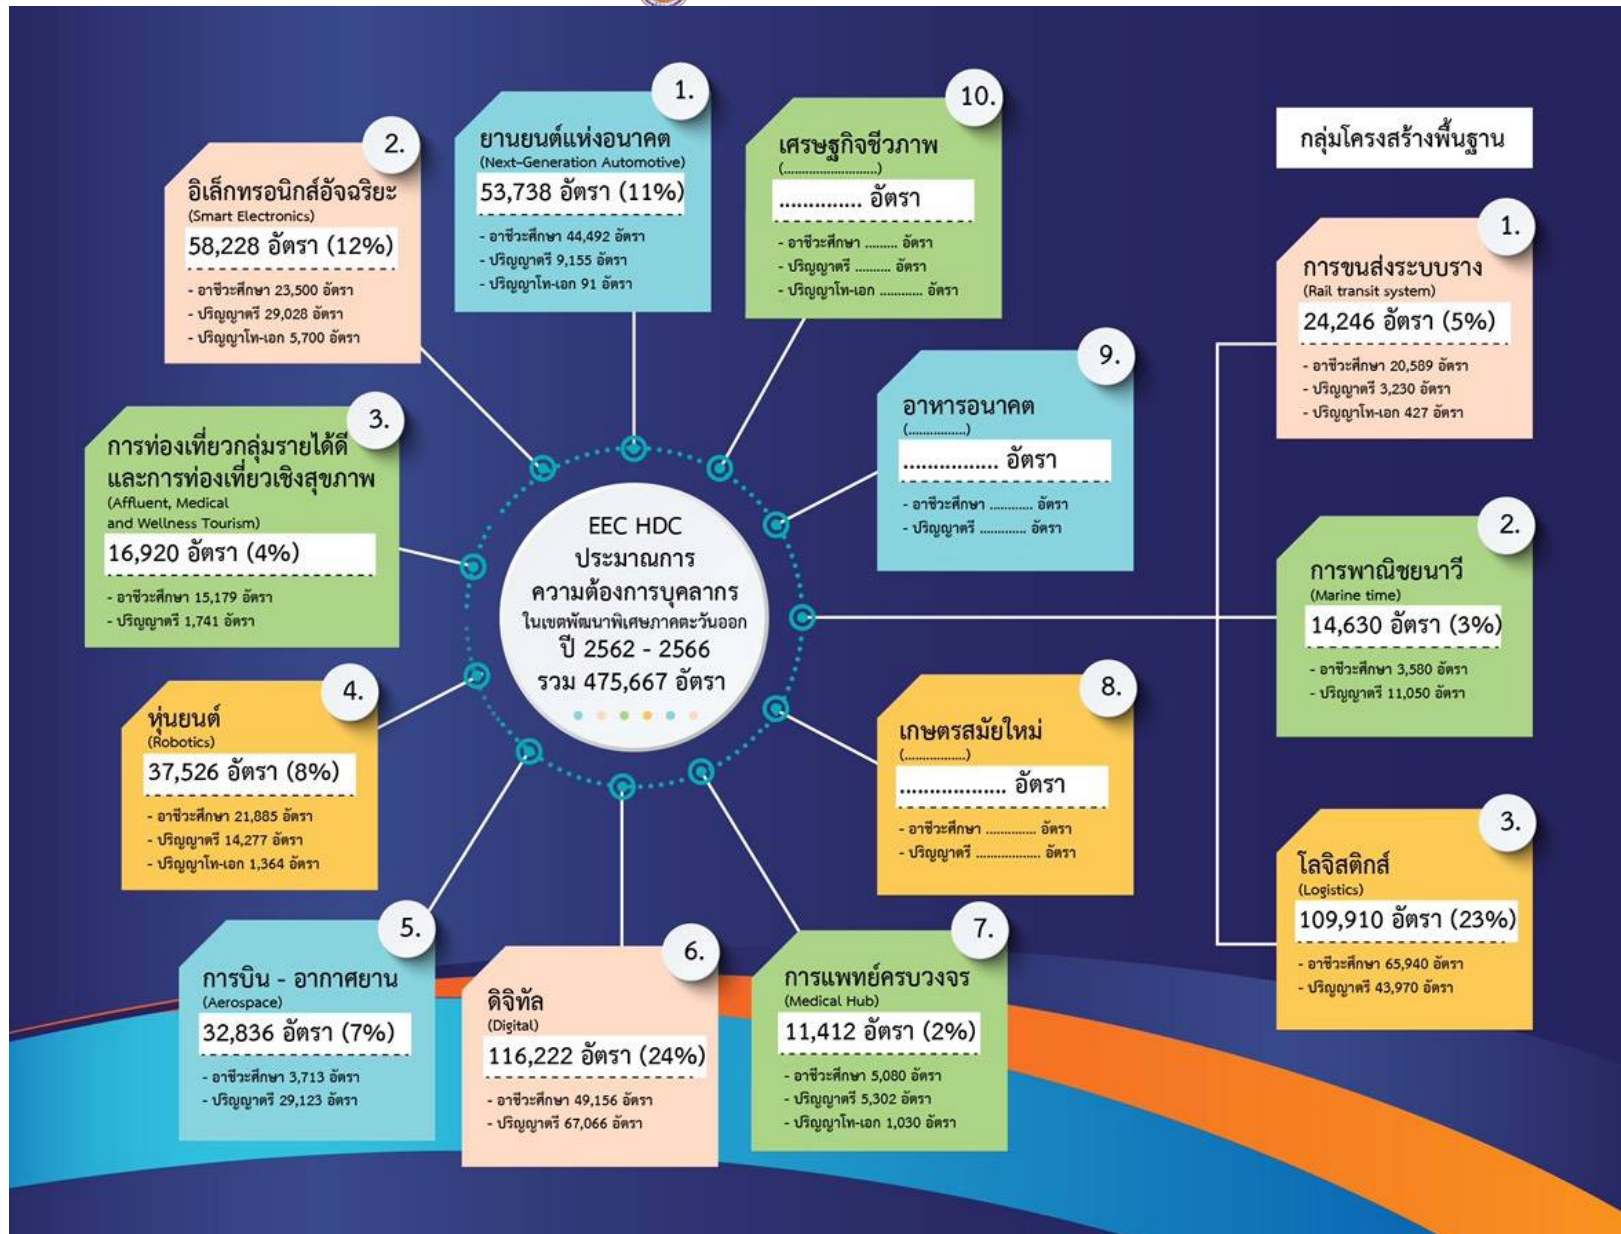 1.
ยานยนต์แห่งอนาคต
(Next-Generation Automotive)
53,738 อัตรา (11%)
- อาชีวะศึกษา 44,492 อัตรา
- ปริญญาตรี 9,155 อัตรา
- ปริญญาโท-เอก 91 อัตรา
2.
อิเล็กทรอนิกส์อัจฉริยะ
(Smart Electronics)
58,228 อัตรา (12%)
- อาชีวะศึกษา 23,500 อัตรา
- ปริญญาตรี 29,028 อัตรา
- ปริญญาโท-เอก 5,700 อัตรา
3.
การท่องเที่ยวกลุ่มรายได้ดี
และการท่องเที่ยวเชิงสุขภาพ
(Affluent, Medical
and Wellness Tourism)
16,920 อัตรา (4%)
- อาชีวะศึกษา 15,179 อัตรา
- ปริญญาตรี 1,741 อัตรา
4.
หุ่นยนต์
(Robotics)
37,526 อัตรา (8%)
- อาชีวะศึกษา 21,885 อัตรา
- ปริญญาตรี 14,277 อัตรา
- ปริญญาโท-เอก 1,364 อัตรา
5.
การบิน - อากาศยาน
(Aerospace)
32,836 อัตรา (7%)
- อาชีวะศึกษา 3,713 อัตรา
- ปริญญาตรี 29,123 อัตรา
6.
ดิจิทัล
(Digital)
116,222 อัตรา (24%)
- อาชีวะศึกษา 49,156 อัตรา
- ปริญญาตรี 67,066 อัตรา
7.
การแพทย์ครบวงจร
(Medical Hub)
11,412 อัตรา (2%)
- อาชีวะศึกษา 5,080 อัตรา
- ปริญญาตรี 5,302 อัตรา
- ปริญญาโท-เอก 1,030 อัตรา
8.
เกษตรสมัยใหม่
(..................)
.................. อัตรา
- อาชีวะศึกษา .............. อัตรา
- ปริญญาตรี .................. อัตรา
9.
อาหารอนาคต
(................)
................ อัตรา
- อาชีวะศึกษา ............ อัตรา
- ปริญญาตรี ............. อัตรา
10.
เศรษฐกิจชีวภาพ
(..........................)
.............. อัตรา
- อาชีวะศึกษา ......... อัตรา
- ปริญญาตรี .......... อัตรา
- ปริญญาโท-เอก ............ อัตรา
EEC HDC
ประมาณการ
ความต้องการบุคลากร
ในเขตพัฒนาพิเศษภาคตะวันออก
ปี 2562 - 2566
รวม 475,667 อัตรา
กลุ่มโครงสร้างพื้นฐาน
1.
การขนส่งระบบราง
(Rail transit system)
24,246 อัตรา (5%)
- อาชีวะศึกษา 20,589 อัตรา
- ปริญญาตรี 3,230 อัตรา
- ปริญญาโท-เอก 427 อัตรา
2.
การพาณิชยนาวี
(Marine time)
14,630 อัตรา (3%)
- อาชีวะศึกษา 3,580 อัตรา
- ปริญญาตรี 11,050 อัตรา
3.
โลจิสติกส์
(Logistics)
109,910 อัตรา (23%)
- อาชีวะศึกษา 65,940 อัตรา
- ปริญญาตรี 43,970 อัตรา